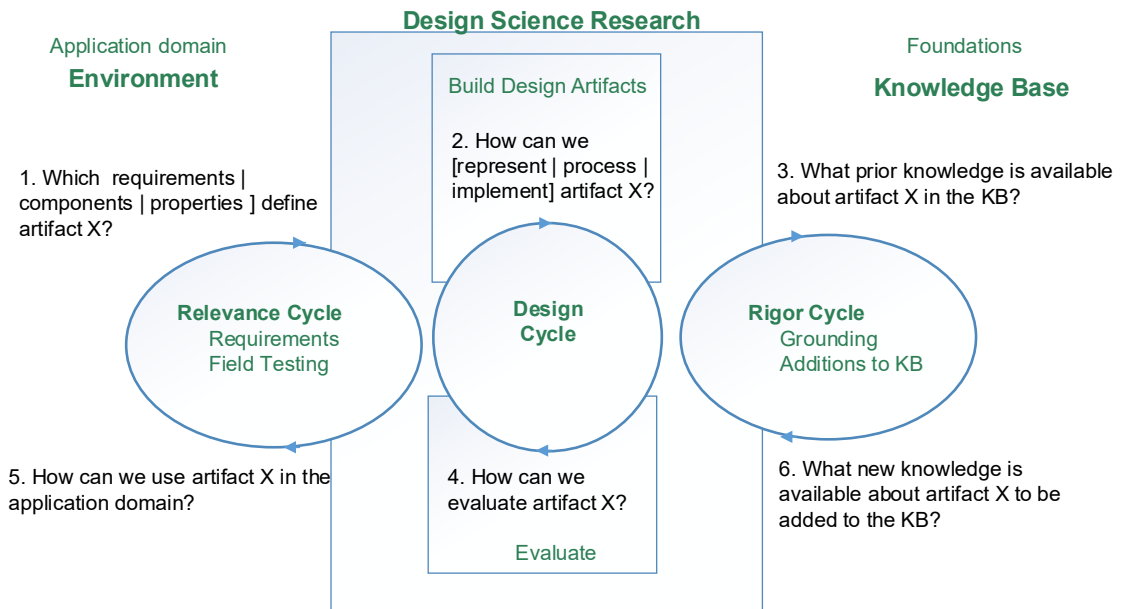 Design Science Research
Application domain
Environment
Foundations
Knowledge Base
Build Design Artifacts
1. Which  requirements |
components | properties ] define
artifact X?
2. How can we
[represent | process |
implement] artifact X?
3. What prior knowledge is available
about artifact X in the KB?
Relevance Cycle
Requirements
Field Testing
Design
Cycle
Rigor Cycle
Grounding
Additions to KB
5. How can we use artifact X in the
application domain?
4. How can we
evaluate artifact X?
Evaluate
6. What new knowledge is
available about artifact X to be
added to the KB?